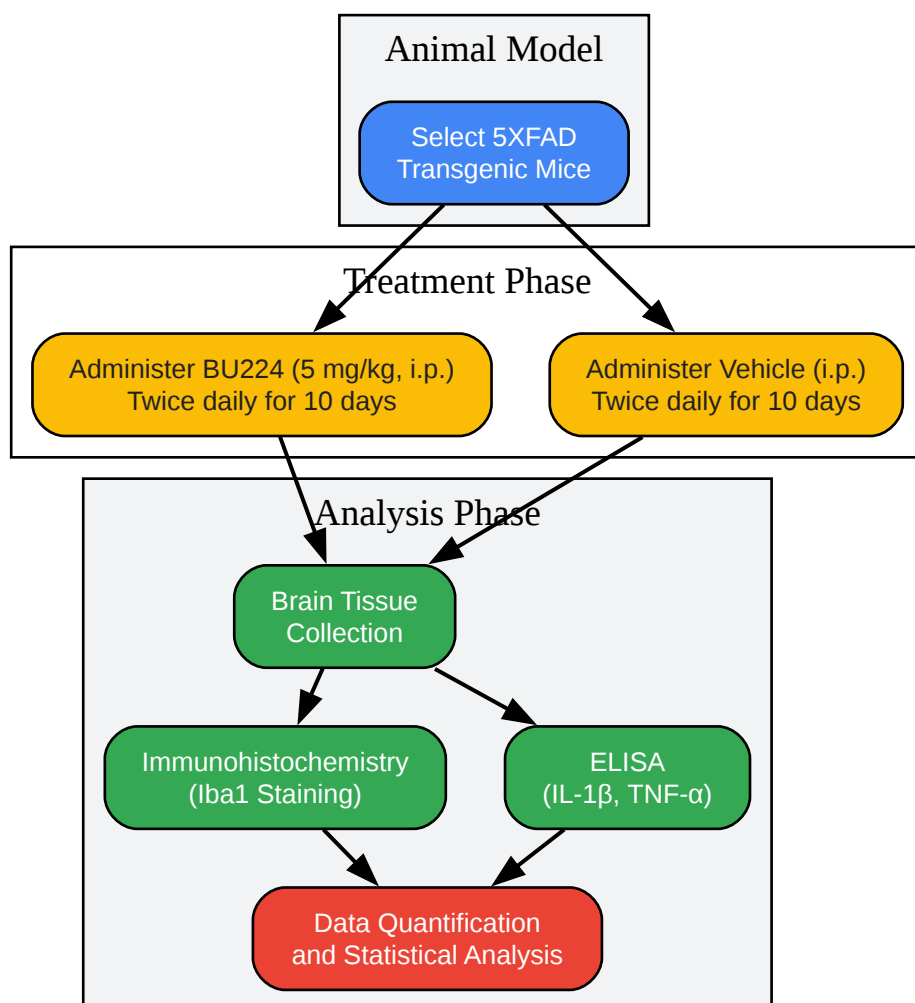 Animal Model
Select 5XFAD
Transgenic Mice
Treatment Phase
Administer BU224 (5 mg/kg, i.p.)
Twice daily for 10 days
Administer Vehicle (i.p.)
Twice daily for 10 days
Analysis Phase
Brain Tissue
Collection
Immunohistochemistry
(Iba1 Staining)
ELISA
(IL-1β, TNF-α)
Data Quantification
and Statistical Analysis